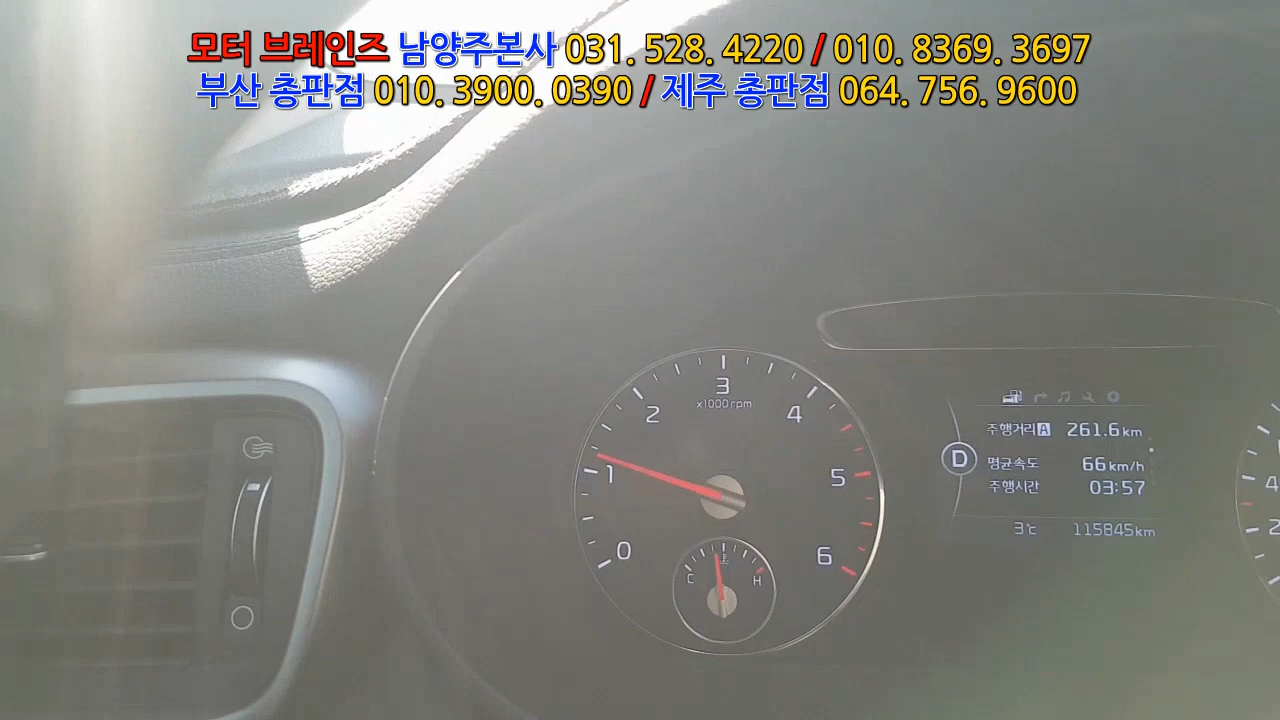 모터 브레인즈 남양주본사 031. 528. 4220 / 010. 8369. 3697
부산 총판점 010. 3900. 0390 / 제주 총판점 064. 756. 9600
3
x1000rpm
2
4
1
5
0
6
C
H
주행거리 A 261.6 km
D
평균속도 66 km/h
주행시간 03:57
3℃ 115845 km
4
2